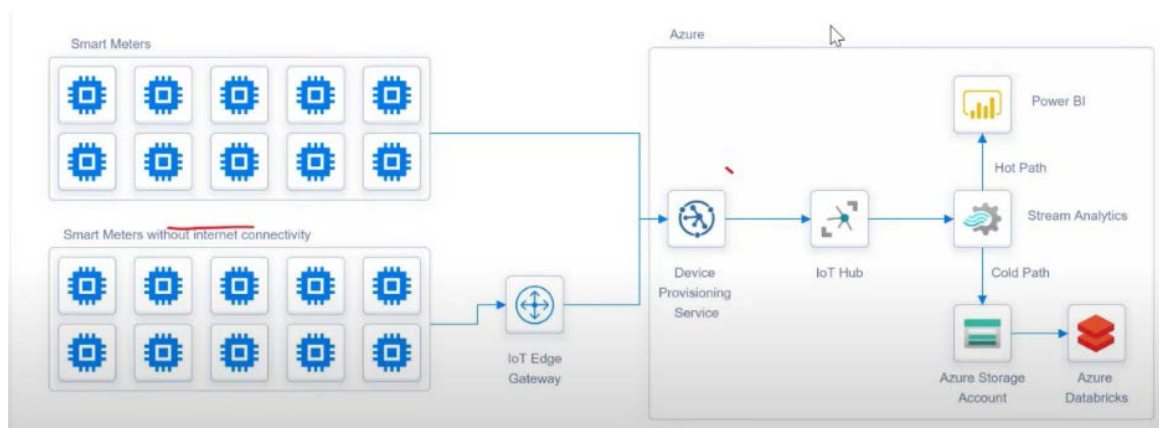 Smart Meters
Azure
Power BI
Hot Path
Smart Meters without internet connectivity
Stream Analytics
Device
Provisioning
Service
IoT Hub
Cold Path
IoT Edge
Gateway
Azure Storage
Account
Azure
Databricks